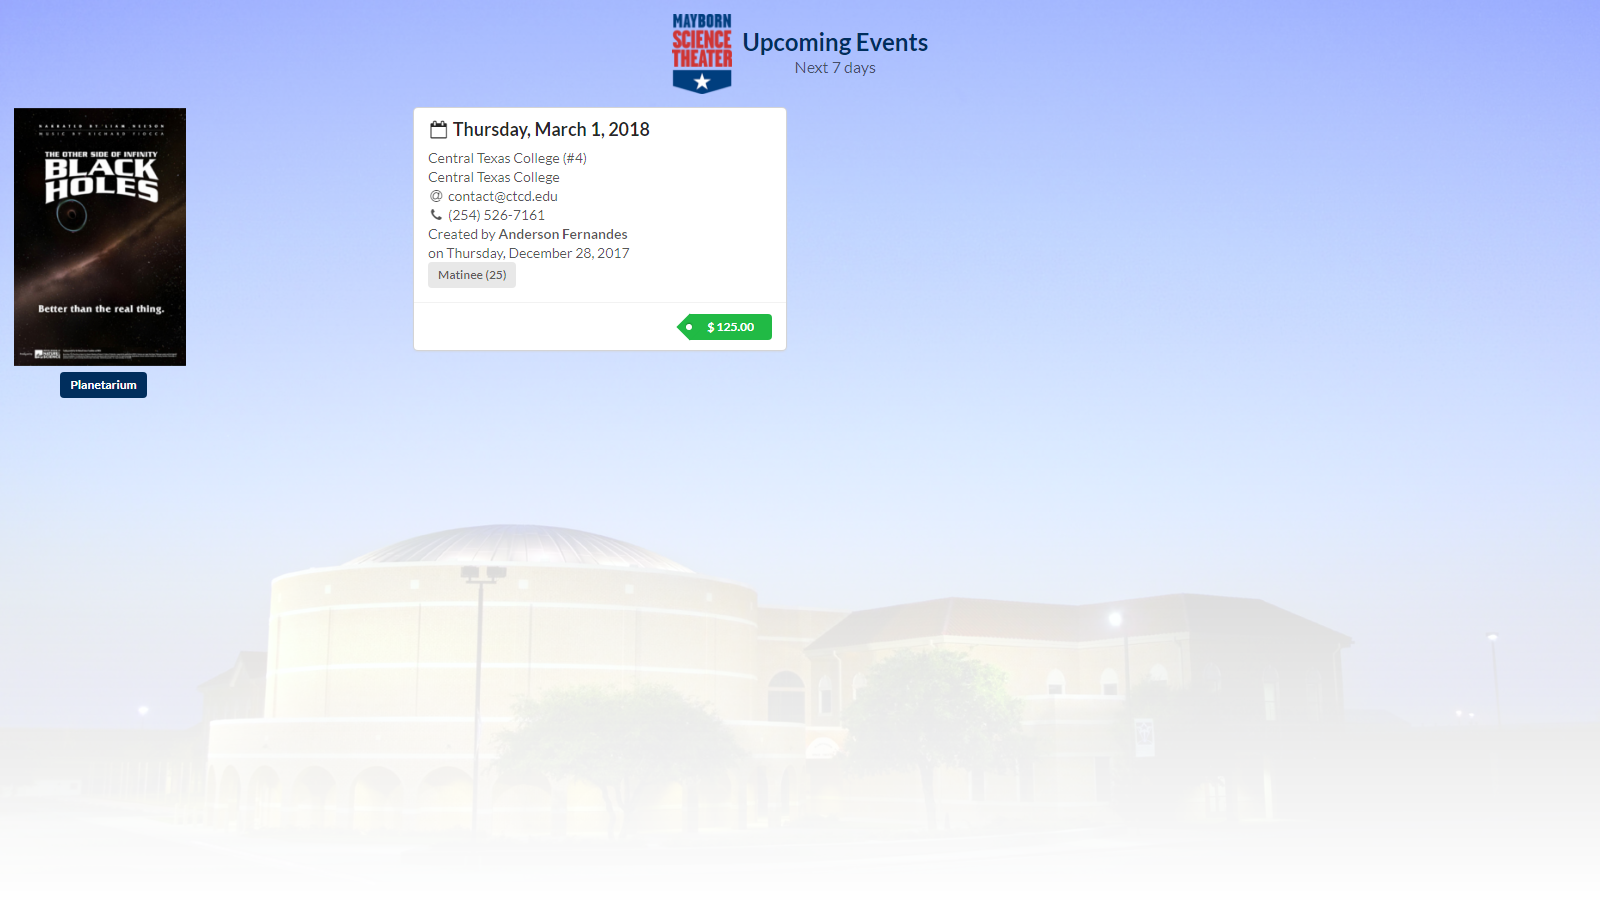 MAYBORN
SCIENCE
THEATER
Upcoming Events
Next 7 days
NARRATED BY LIAM NEESON
MUSIC BY RICHARD FIOCCA
THE OTHER SIDE OF INFINITY
BLACK
HOLES
Better than the real thing.
Planetarium
Thursday, March 1, 2018
Central Texas College (#4)
Central Texas College
@ contact@ctcd.edu
(254) 526-7161
Created by Anderson Fernandes
on Thursday, December 28, 2017
Matinee (25)
$ 125.00